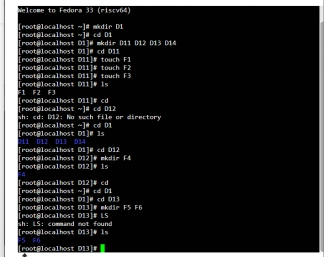 Welcome to Fedora 33 (riscv64)
[root@localhost ~]# mkdir D1
[root@localhost ~]# cd D1
[root@localhost D1]# mkdir D11 D12 D13 D14
[root@localhost D1]# cd D11
[root@localhost D11]# touch F1
[root@localhost D11]# touch F2
[root@localhost D11]# touch F3
[root@localhost D11]# ls
F1 F2 F3
[root@localhost D11]# cd
[root@localhost ~]# cd D12
sh: cd: D12: No such file or directory
[root@localhost ~]# cd D1
[root@localhost D1]# ls
D11 D12 D13 D14
[root@localhost D1]# cd D12
[root@localhost D12]# mkdir F4
[root@localhost D12]# ls
F4
[root@localhost D12]# cd
[root@localhost ~]# cd D1
[root@localhost D1]# cd D13
[root@localhost D13]# mkdir F5 F6
[root@localhost D13]# LS
sh: LS: command not found
[root@localhost D13]# ls
F5 F6
[root@localhost D13]#